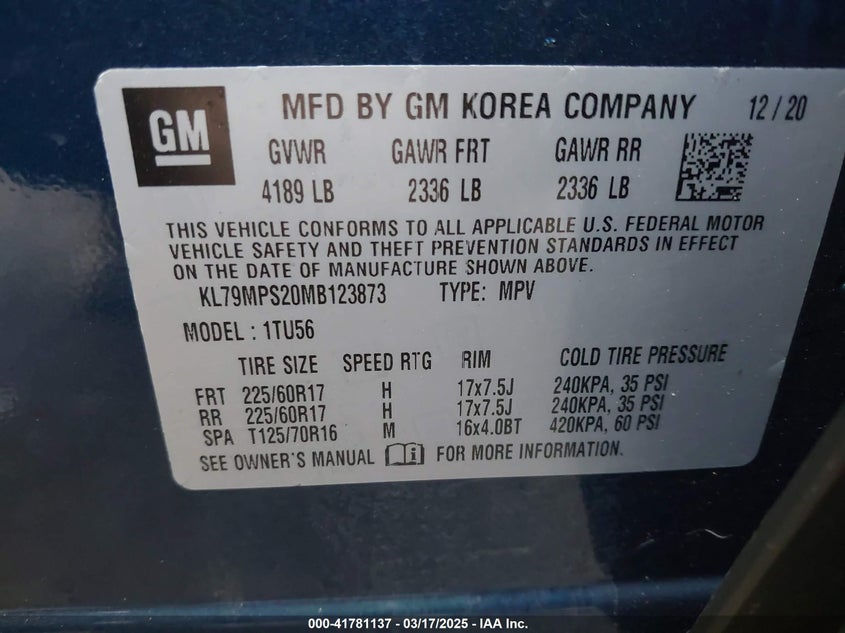 GM
MFD BY GM KOREA COMPANY 12/20
GVWR GAWR FRT GAWR RR
4189 LB 2336 LB 2336 LB
THIS VEHICLE CONFORMS TO ALL APPLICABLE U.S. FEDERAL MOTOR
VEHICLE SAFETY AND THEFT PREVENTION STANDARDS IN EFFECT
ON THE DATE OF MANUFACTURE SHOWN ABOVE.
KL79MPS20MB123873 TYPE: MPV
MODEL : 1TU56
TIRE SIZE SPEED RTG RIM COLD TIRE PRESSURE
FRT 225/60R17 H 17x7.5J 240KPA, 35 PSI
RR 225/60R17 H 17x7.5J 240KPA, 35 PSI
SPA T125/70R16 M 16x4.0BT 420KPA, 60 PSI
SEE OWNER'S MANUAL i FOR MORE INFORMATION.
000-41781137 - 03/17/2025 - IAA Inc.